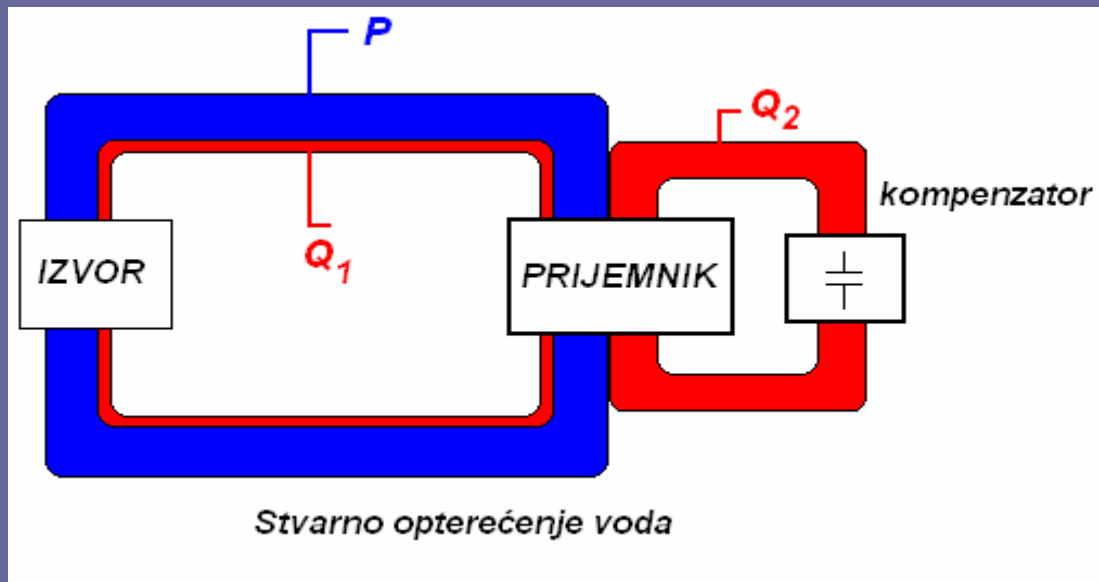 P
Q2
kompenzator
Q1
IZVOR
PRIJEMNIK
Stvarno opterećenje voda